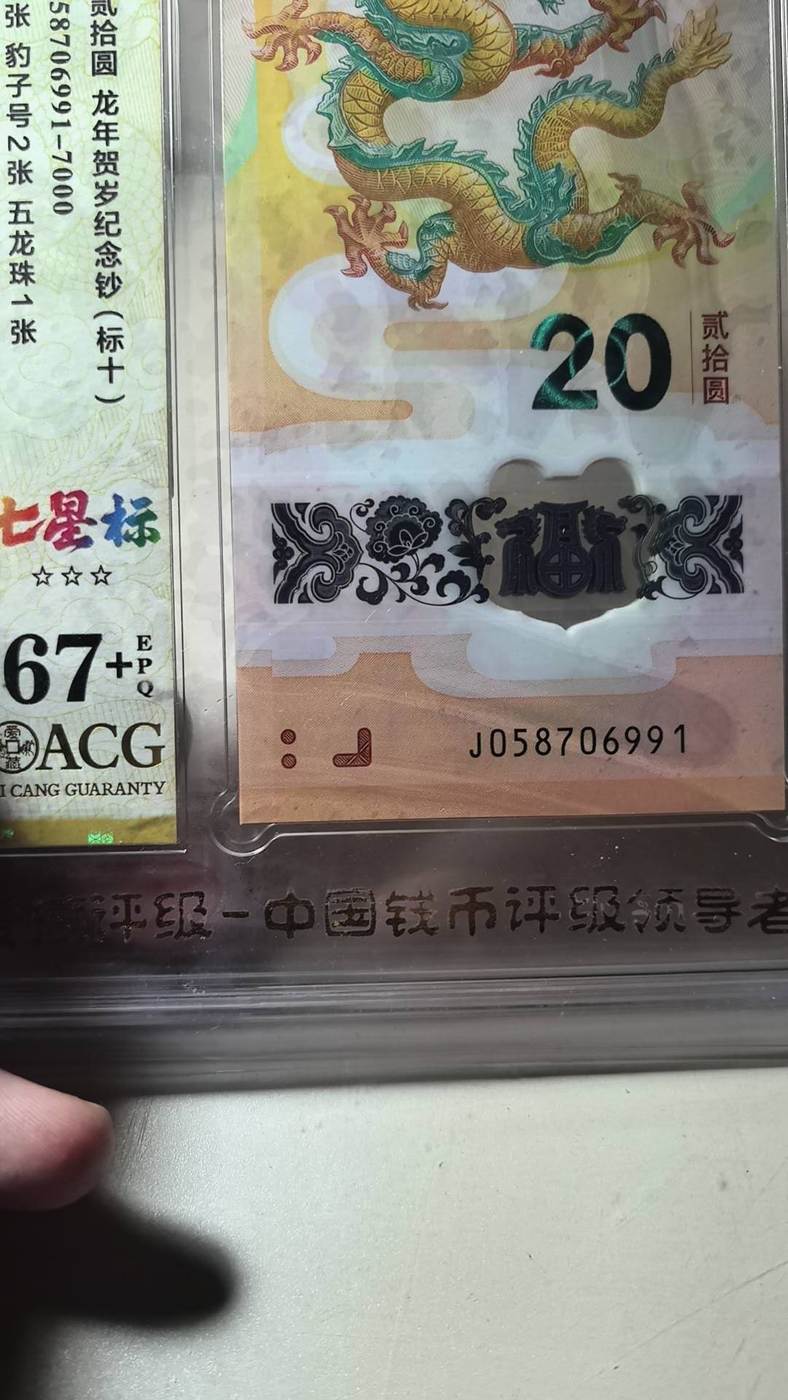 贰拾圆 龙年贺岁纪念钞（标十）
58706991-7000
张 豹子号2张 五龙珠1张
七星标
☆☆☆
67+
EPQ
ACG
I CANG GUARANTY
20
贰拾圆
福
J058706991
评级-中国钱币评级领导者